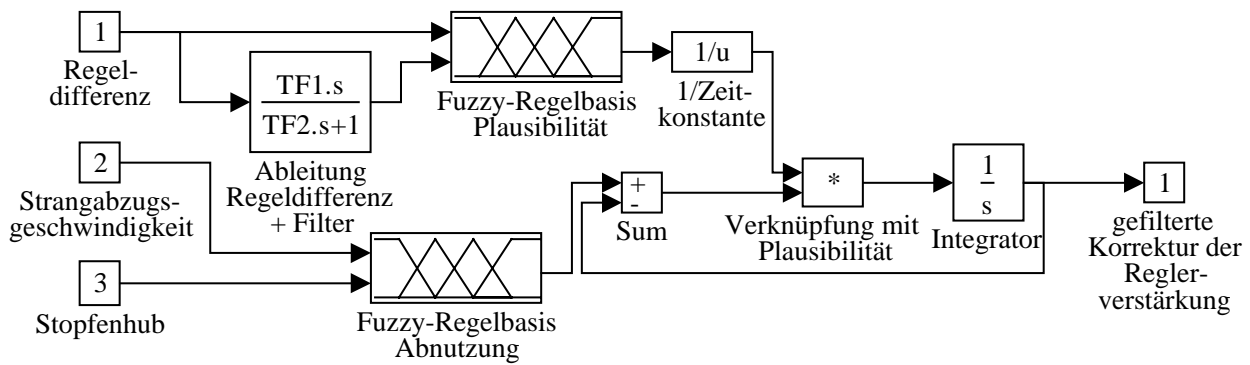 1
Regel-
differenz
TF1.s
TF2.s+1
Ableitung
Regeldifferenz
+ Filter
Fuzzy-Regelbasis
Plausibilität
1/u
1/Zeit-
konstante
2
Strangabzugs-
geschwindigkeit
3
Stopfenhub
Fuzzy-Regelbasis
Abnutzung
+
-
Sum
*
Verknüpfung mit
Plausibilität
1
s
Integrator
1
gefilterte
Korrektur der
Regler-
verstärkung